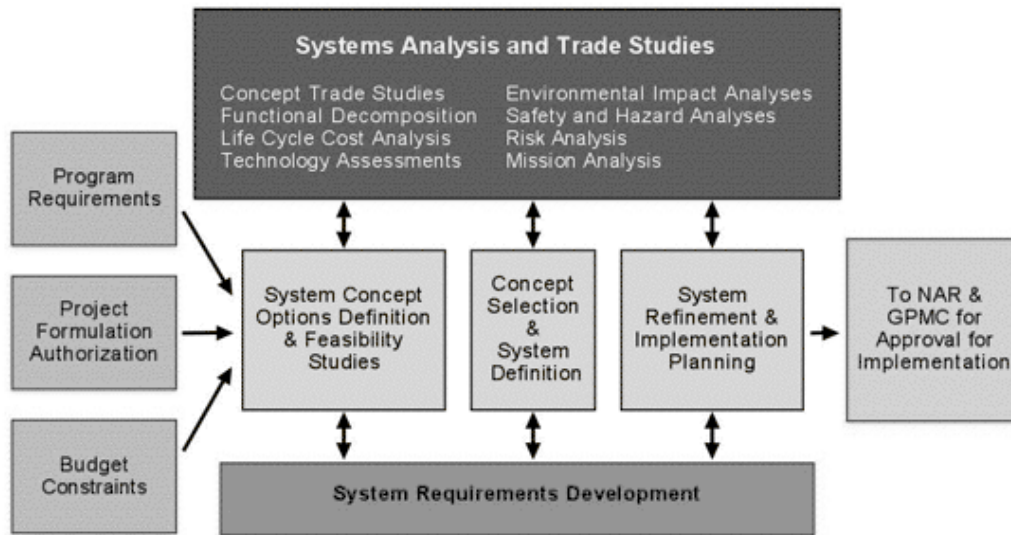 Systems Analysis and Trade Studies
Concept Trade Studies
Functional Decomposition
Life Cycle Cost Analysis
Technology Assessments
Environmental Impact Analyses
Safety and Hazard Analyses
Risk Analysis
Mission Analysis
Program
Requirements
Project
Formulation
Authorization
Budget
Constraints
System Concept
Options Definition
& Feasibility
Studies
Concept
Selection
&
System
Definition
System
Refinement &
Implementation
Planning
To NAR &
GPMC for
Approval for
Implementation
System Requirements Development